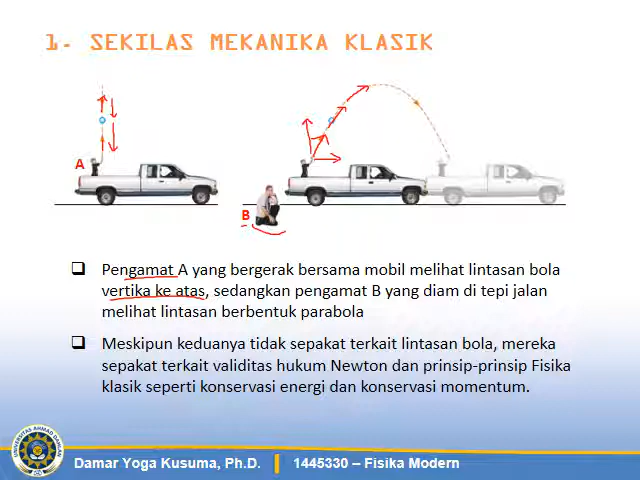 1. SEKILAS MEKANIKA KLASIK
A
B
Pengamat A yang bergerak bersama mobil melihat lintasan bola
vertika ke atas, sedangkan pengamat B yang diam di tepi jalan
melihat lintasan berbentuk parabola
Meskipun keduanya tidak sepakat terkait lintasan bola, mereka
sepakat terkait validitas hukum Newton dan prinsip-prinsip Fisika
klasik seperti konservasi energi dan konservasi momentum.
UNIVERSITAS AHMAD DAHLAN
Damar Yoga Kusuma, Ph.D.
1445330 – Fisika Modern